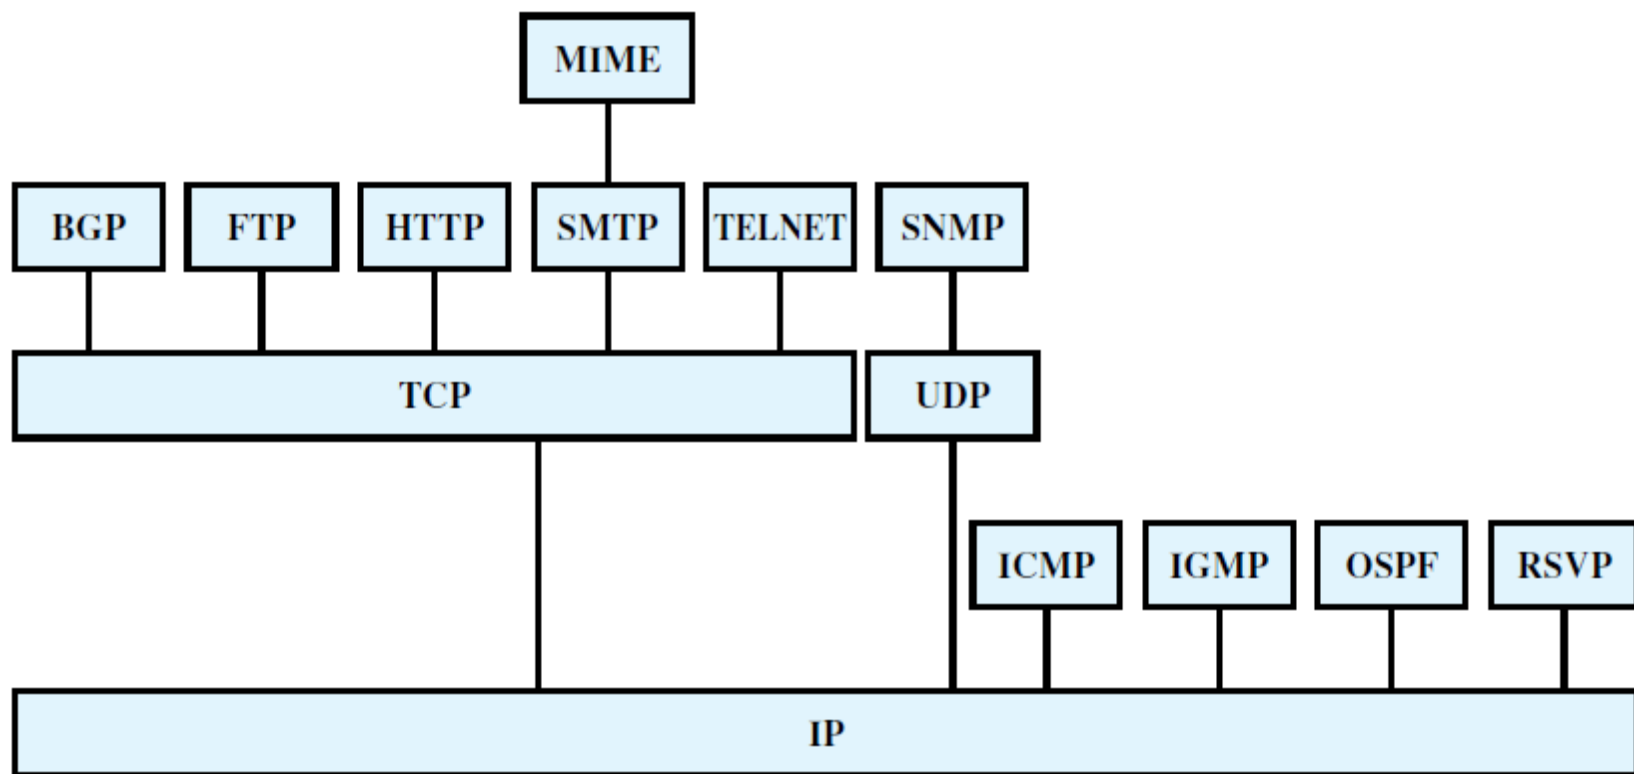 MIME
BGP FTP HTTP SMTP TELNET SNMP
TCP UDP
ICMP IGMP OSPF RSVP
IP